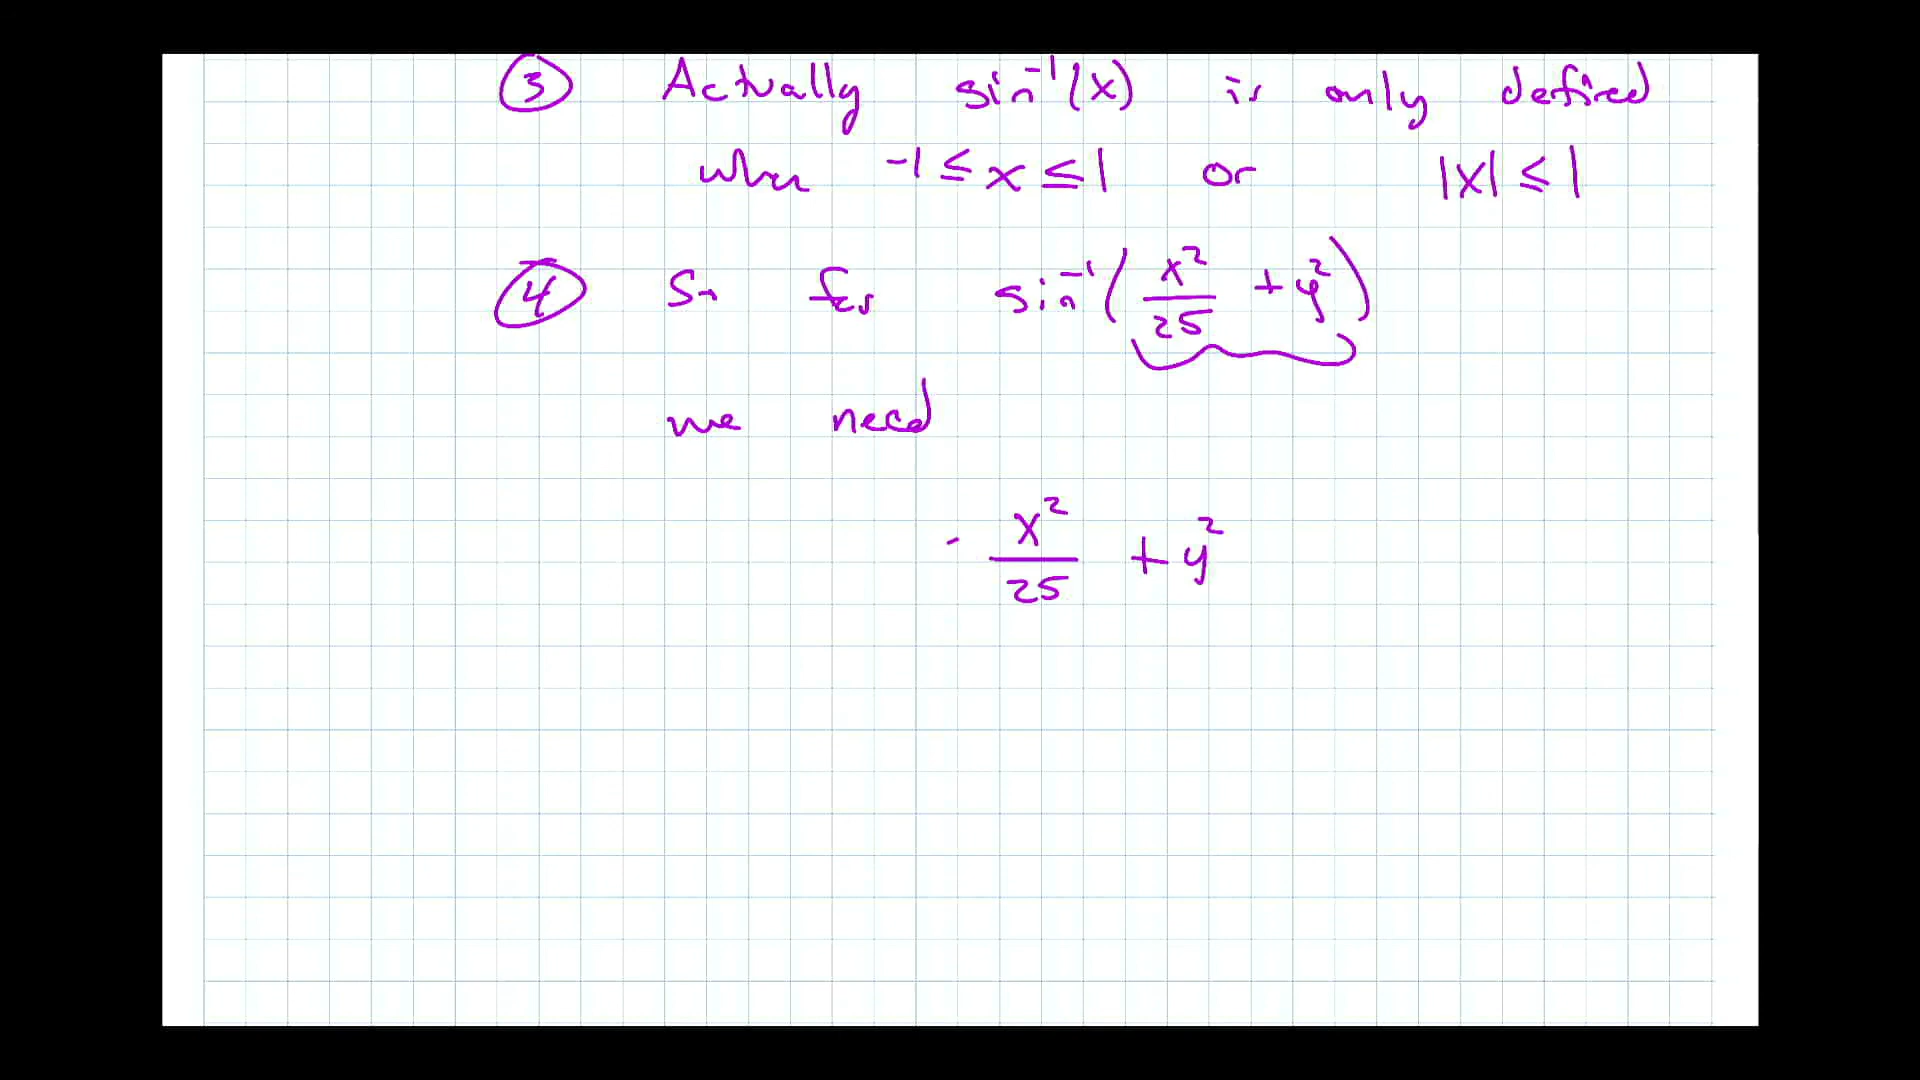 ③ Actually sin⁻¹(x) is only defined
when -1 ≤ x ≤ 1 or |x| ≤ 1
④ So for sin⁻¹(x²/25 + y²)
we need
- x²/25 + y²